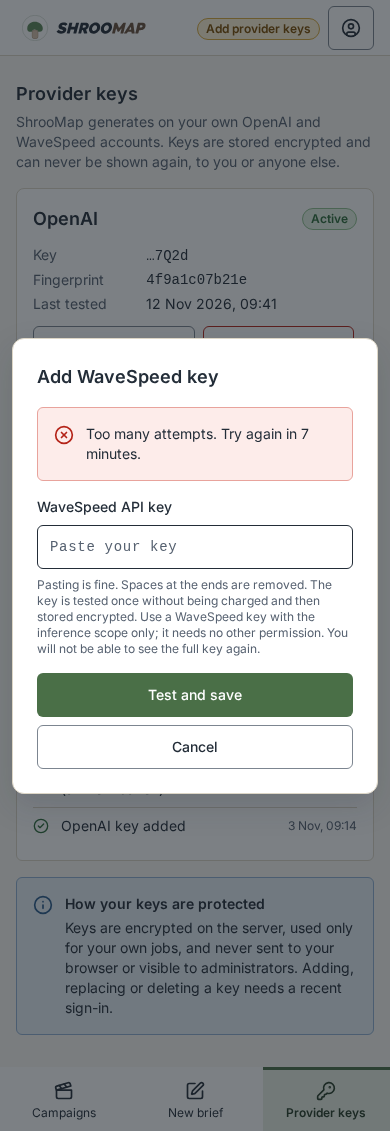 SHROOMAP
Add provider keys
Provider keys
ShrooMap generates on your own OpenAI and
WaveSpeed accounts. Keys are stored encrypted and
can never be shown again, to you or anyone else.
OpenAI
Active
Key
…7Q2d
Fingerprint
4f9a1c07b21e
Last tested
12 Nov 2026, 09:41
Add WaveSpeed key
Too many attempts. Try again in 7
minutes.
WaveSpeed API key
Paste your key
Pasting is fine. Spaces at the ends are removed. The
key is tested once without being charged and then
stored encrypted. Use a WaveSpeed key with the
inference scope only; it needs no other permission. You
will not be able to see the full key again.
Test and save
Cancel
OpenAI key added
3 Nov, 09:14
How your keys are protected
Keys are encrypted on the server, used only
for your own jobs, and never sent to your
browser or visible to administrators. Adding,
replacing or deleting a key needs a recent
sign-in.
Campaigns
New brief
Provider keys